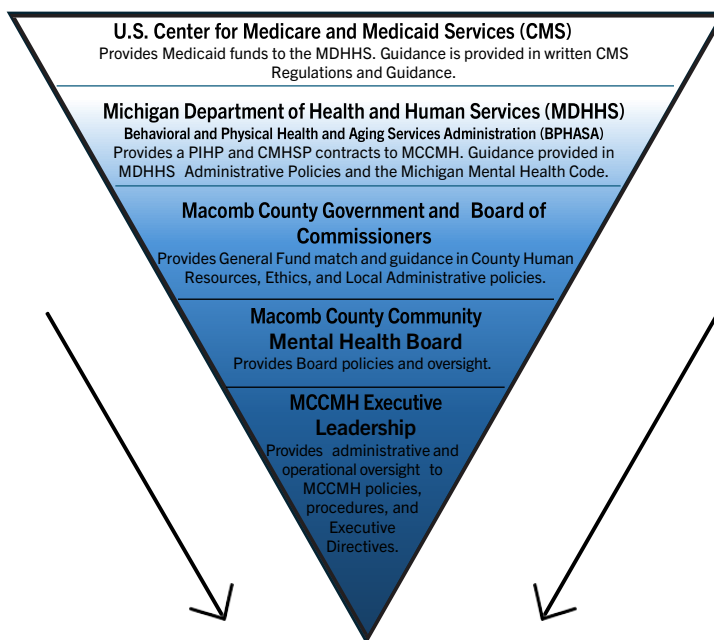 U.S. Center for Medicare and Medicaid Services (CMS)
Provides Medicaid funds to the MDHHS. Guidance is provided in written CMS
Regulations and Guidance.
Michigan Department of Health and Human Services (MDHHS)
Behavioral and Physical Health and Aging Services Administration (BPHASA)
Provides a PIHP and CMHSP contracts to MCCMH. Guidance provided in
MDHHS Administrative Policies and the Michigan Mental Health Code.
Macomb County Government and Board of
Commissioners
Provides General Fund match and guidance in County Human
Resources, Ethics, and Local Administrative policies.
Macomb County Community
Mental Health Board
Provides Board policies and oversight.
MCCMH Executive
Leadership
Provides administrative and
operational oversight to
MCCMH policies,
procedures, and
Executive
Directives.